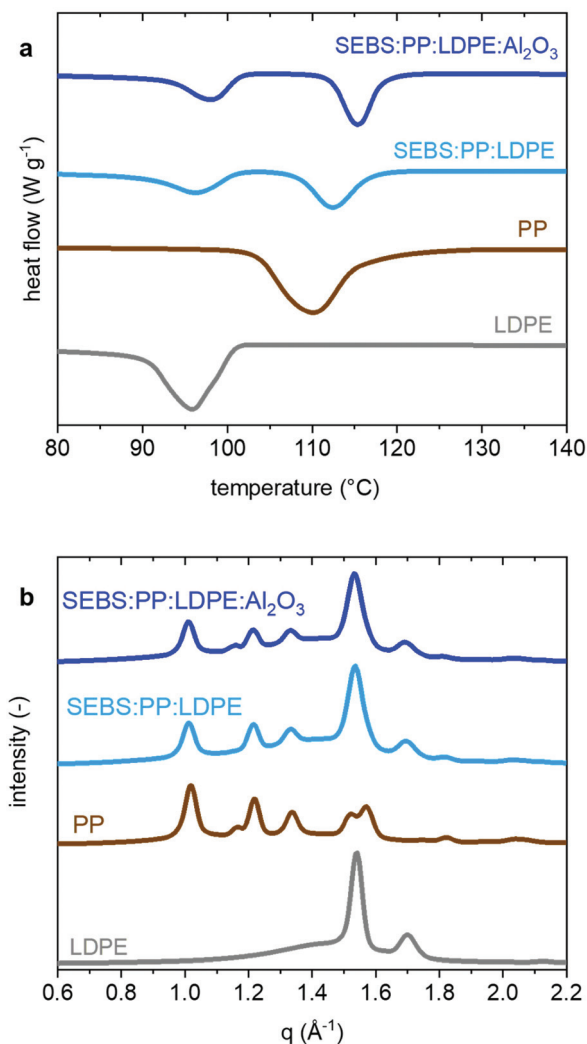 a
SEBS:PP:LDPE:Al₂O₃
SEBS:PP:LDPE
PP
LDPE
heat flow (W g⁻¹)
80 90 100 110 120 130 140
temperature (°C)
b
SEBS:PP:LDPE:Al₂O₃
SEBS:PP:LDPE
PP
LDPE
intensity (-)
0.6 0.8 1.0 1.2 1.4 1.6 1.8 2.0 2.2
q (Å⁻¹)